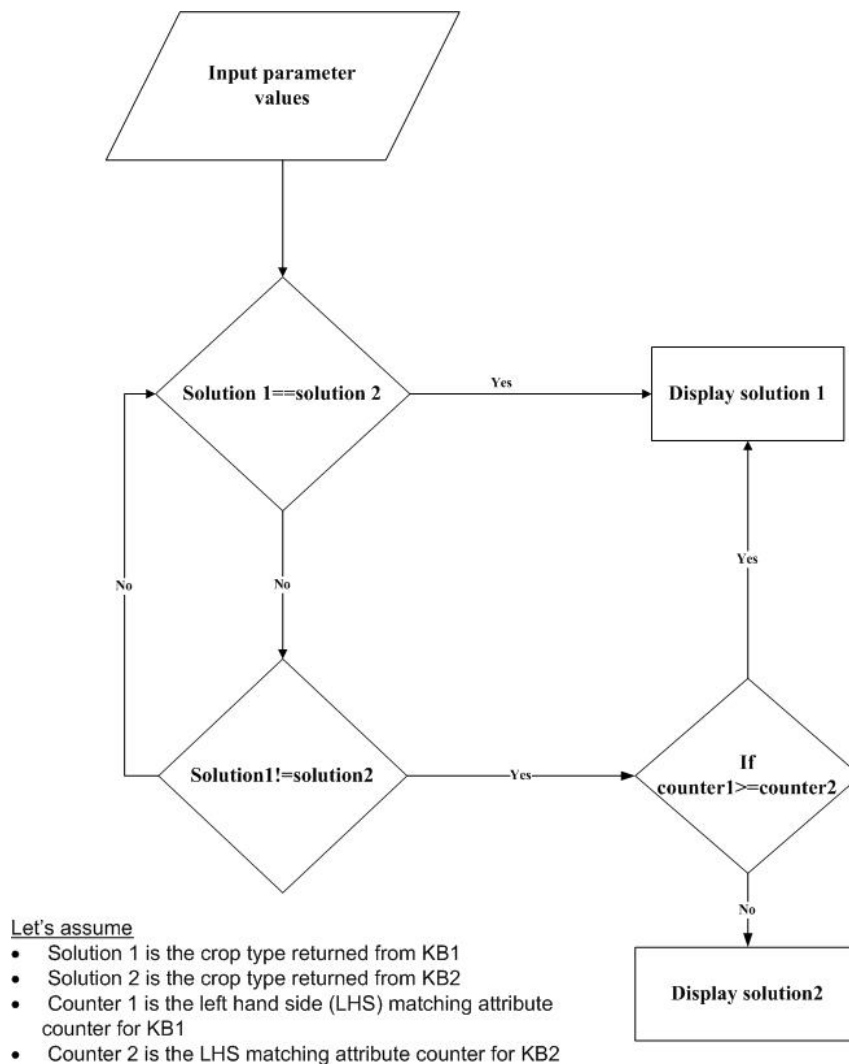 Input parameter
values
Solution 1==solution 2
Yes
Display solution 1
No
No
Yes
Solution1!=solution2
Yes
If
counter1>=counter2
No
Display solution2
Let's assume
• Solution 1 is the crop type returned from KB1
• Solution 2 is the crop type returned from KB2
• Counter 1 is the left hand side (LHS) matching attribute
counter for KB1
• Counter 2 is the LHS matching attribute counter for KB2